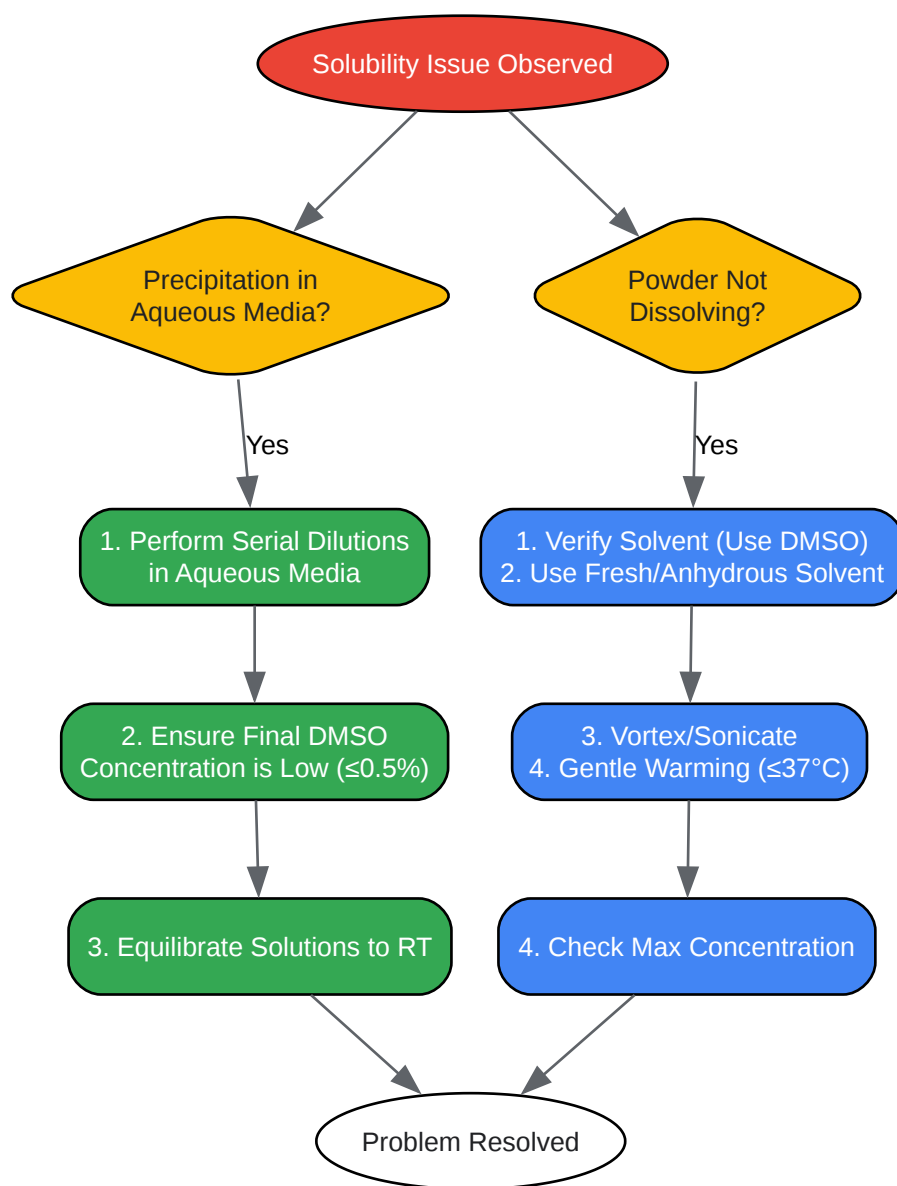 Solubility Issue Observed
Precipitation in
Aqueous Media?
Powder Not
Dissolving?
Yes
Yes
1. Perform Serial Dilutions
in Aqueous Media
1. Verify Solvent (Use DMSO)
2. Use Fresh/Anhydrous Solvent
2. Ensure Final DMSO
Concentration is Low (≤0.5%)
3. Vortex/Sonicate
4. Gentle Warming (≤37°C)
3. Equilibrate Solutions to RT
4. Check Max Concentration
Problem Resolved